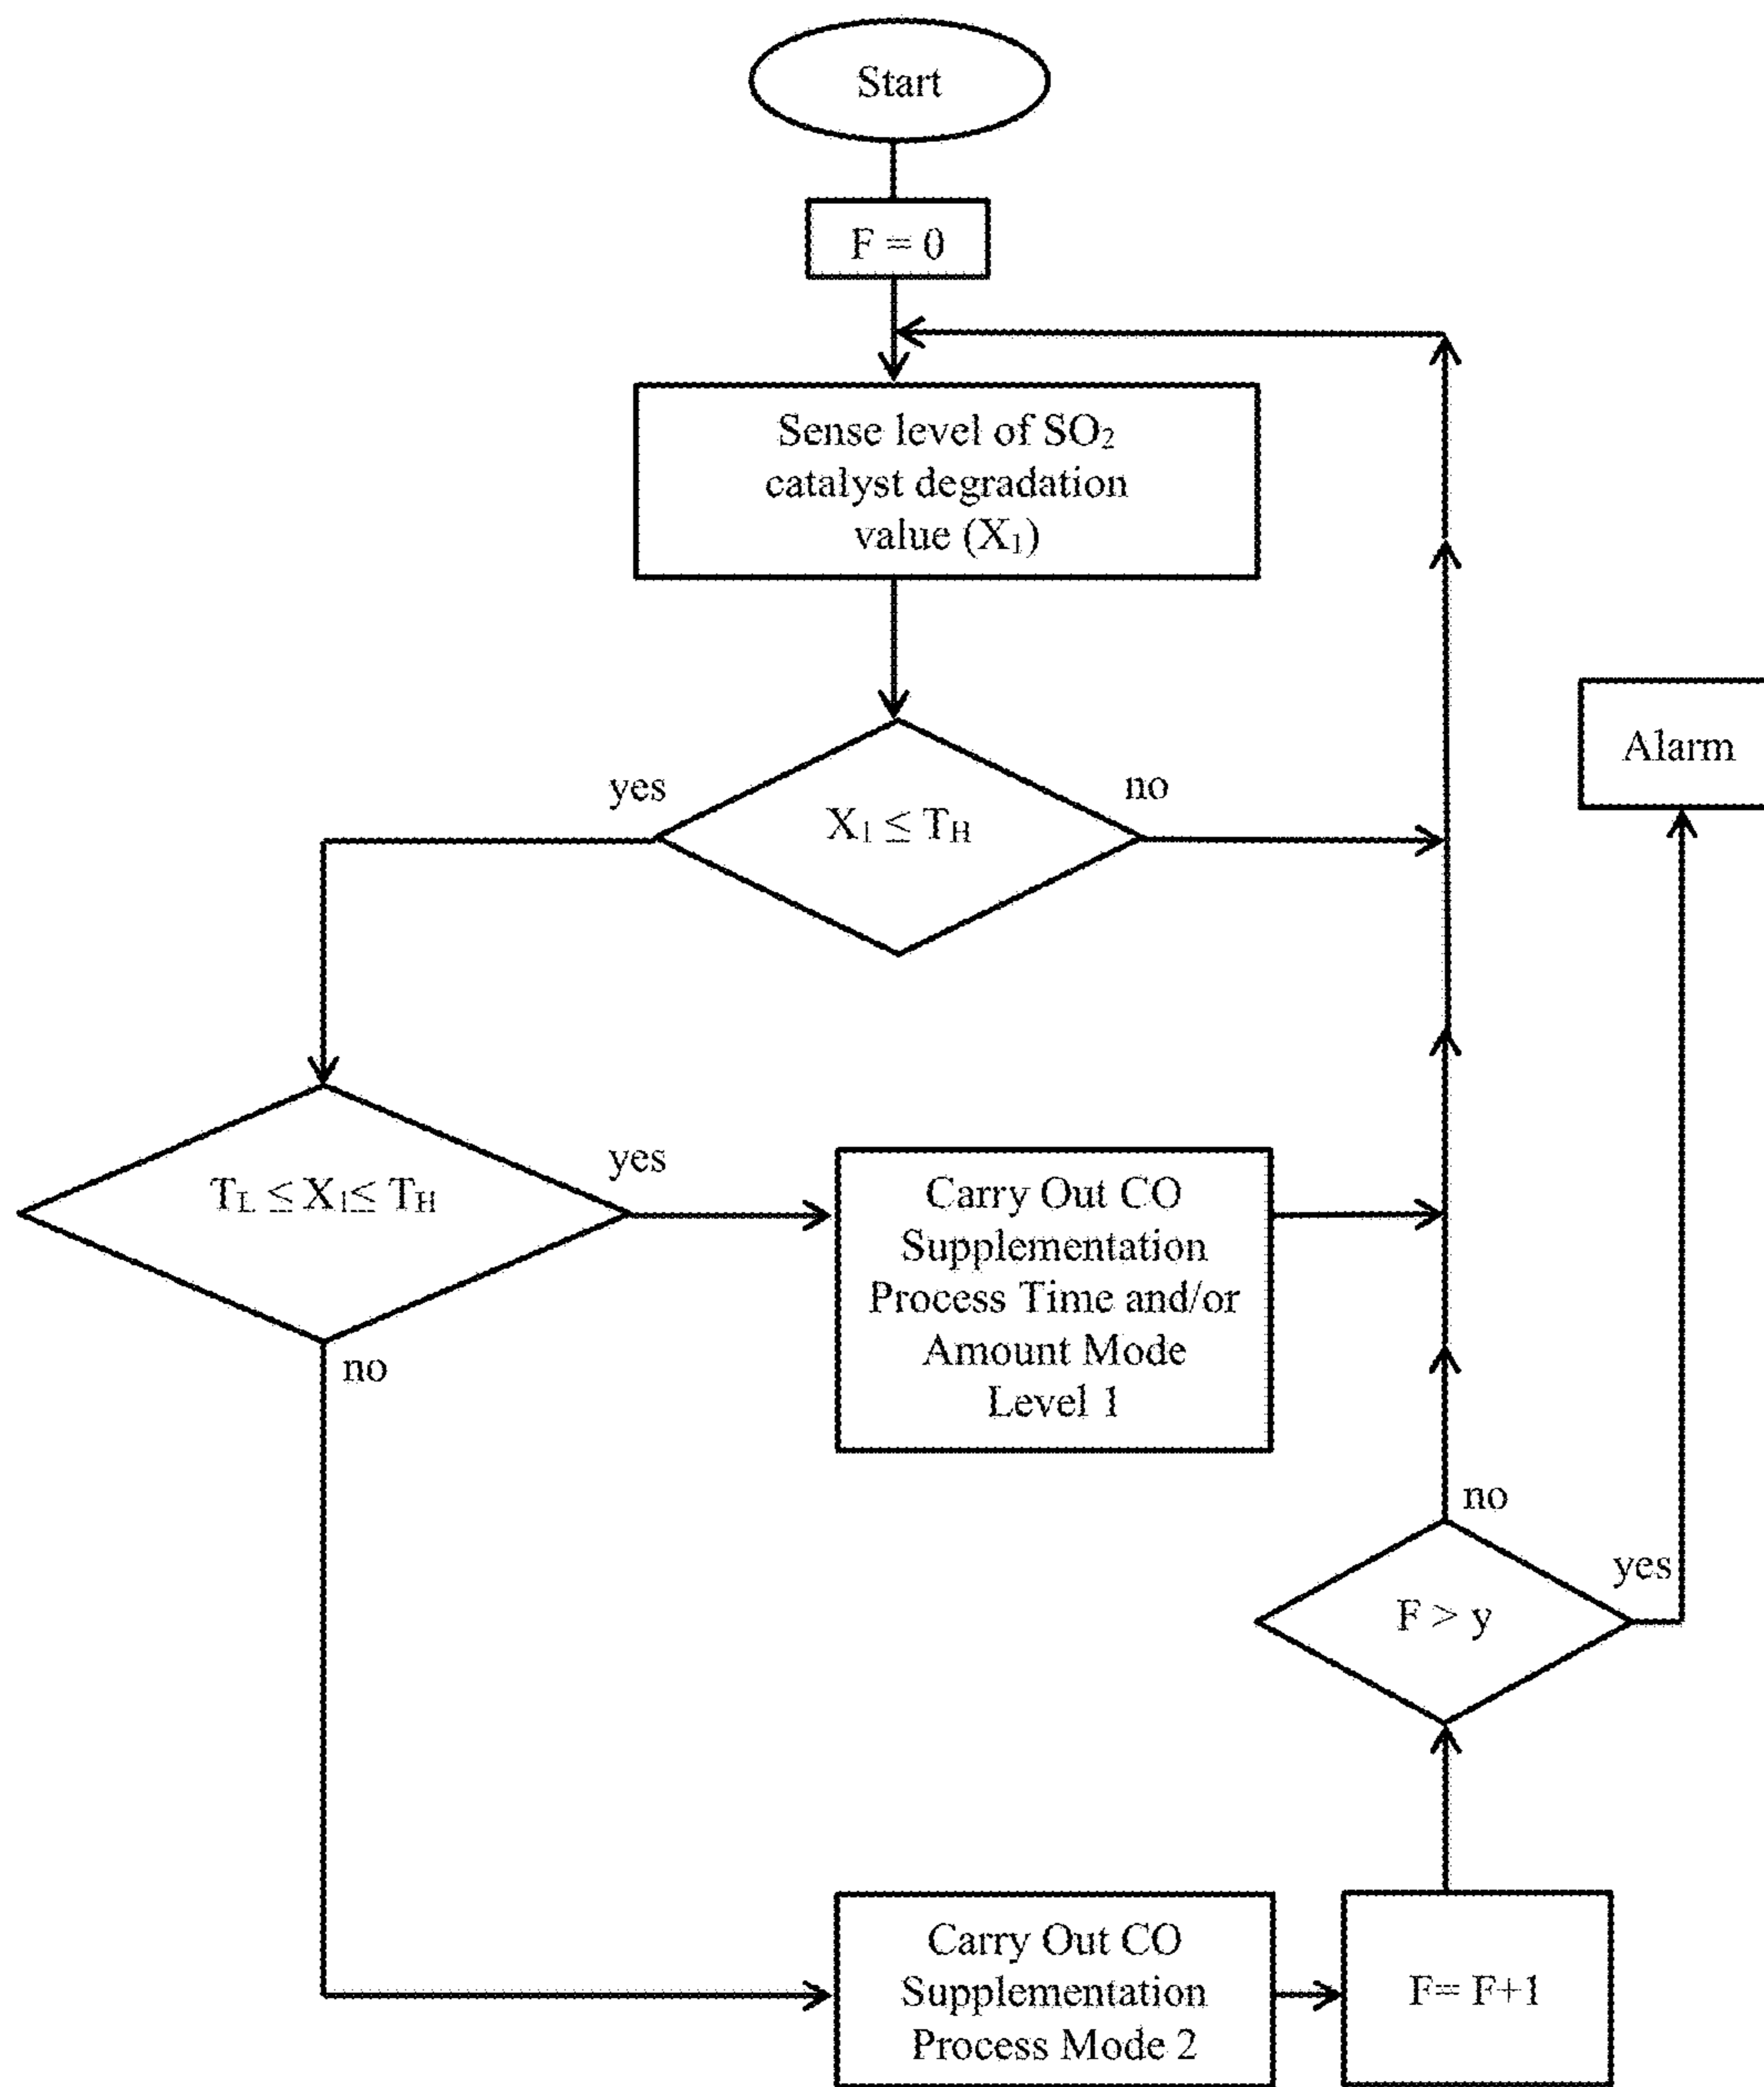 Start
F = 0
Sense level of SO₂
catalyst degradation
value (X₁)
yes
no
X₁ ≤ T_H
Alarm
T_L ≤ X₁≤ T_H
yes
no
Carry Out CO
Supplementation
Process Time and/or
Amount Mode
Level 1
no
yes
F > y
Carry Out CO
Supplementation
Process Mode 2
F= F+1